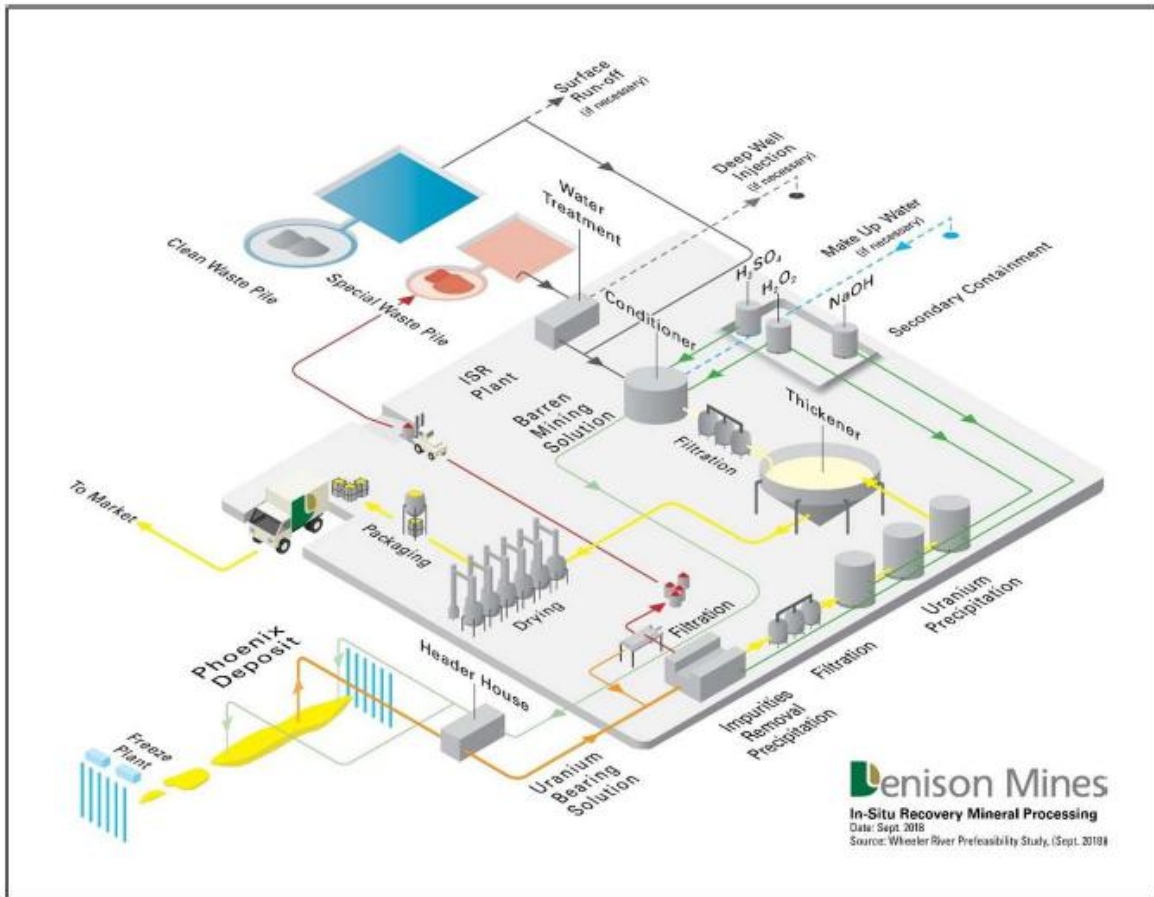 Surface
Run-off
(if necessary)
Deep Well
Injection
(if necessary)
Water
Treatment
Make Up Water
(if necessary)
Clean Waste Pile
Special Waste Pile
H₂SO₄
H₂O₂
NaOH
Secondary Containment
Conditioner
ISR
Plant
Barren
Mining
Solution
Filtration
Thickener
To Market
Packaging
Drying
Filtration
Uranium
Precipitation
Filtration
Impurities
Removal
Precipitation
Phoenix
Deposit
Header House
Freeze
Plant
Uranium
Bearing
Solution
Denison Mines
In-Situ Recovery Mineral Processing
Date: Sept. 2018
Source: Wheeler River Prefeasibility Study, (Sept. 2018)